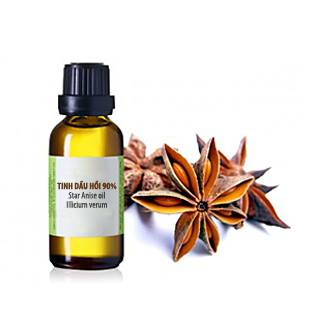 TINH DẦU HỒI 90%
Star Anise oil
Illicium verum